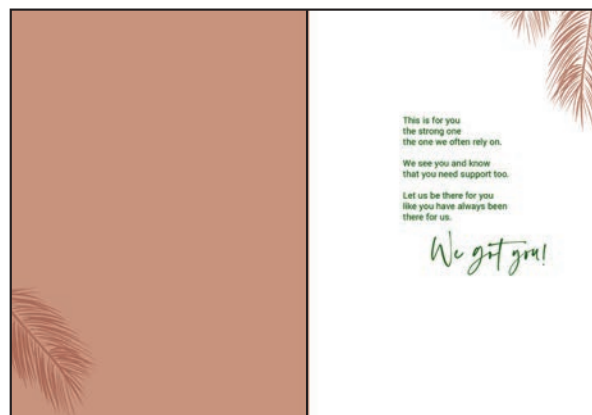 This is for you
the strong one
the one we often rely on.
We see you and know
that you need support too.
Let us be there for you
like you have always been
there for us.
We got you!